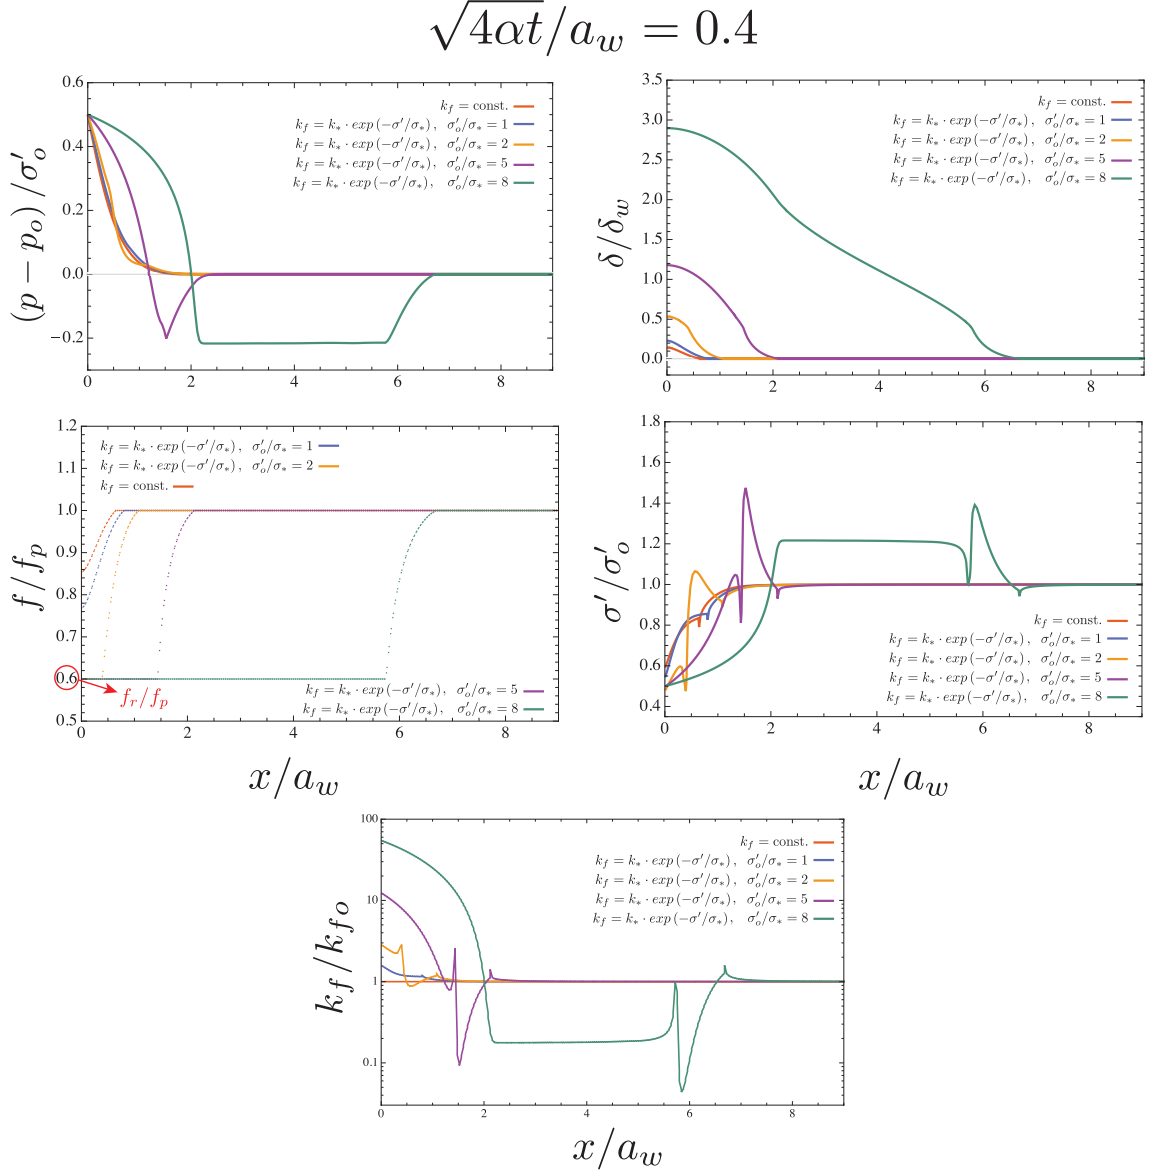 √4αt/a_w = 0.4
(p − p_o)/σ′_o
0.6
0.4
0.2
0.0
−0.2
k_f = const.
k_f = k_* · exp(−σ′/σ_*), σ′_o/σ_* = 1
k_f = k_* · exp(−σ′/σ_*), σ′_o/σ_* = 2
k_f = k_* · exp(−σ′/σ_*), σ′_o/σ_* = 5
k_f = k_* · exp(−σ′/σ_*), σ′_o/σ_* = 8
0 2 4 6 8
δ/δ_w
3.5
3.0
2.5
2.0
1.5
1.0
0.5
0.0
k_f = const.
k_f = k_* · exp(−σ′/σ_*), σ′_o/σ_* = 1
k_f = k_* · exp(−σ′/σ_*), σ′_o/σ_* = 2
k_f = k_* · exp(−σ′/σ_*), σ′_o/σ_* = 5
k_f = k_* · exp(−σ′/σ_*), σ′_o/σ_* = 8
0 2 4 6 8
f/f_p
1.2
1.1
1.0
0.9
0.8
0.7
0.6
0.5
k_f = k_* · exp(−σ′/σ_*), σ′_o/σ_* = 1
k_f = k_* · exp(−σ′/σ_*), σ′_o/σ_* = 2
k_f = const.
f_r/f_p
k_f = k_* · exp(−σ′/σ_*), σ′_o/σ_* = 5
k_f = k_* · exp(−σ′/σ_*), σ′_o/σ_* = 8
0 2 4 6 8
x/a_w
σ′/σ′_o
1.8
1.6
1.4
1.2
1.0
0.8
0.6
0.4
k_f = const.
k_f = k_* · exp(−σ′/σ_*), σ′_o/σ_* = 1
k_f = k_* · exp(−σ′/σ_*), σ′_o/σ_* = 2
k_f = k_* · exp(−σ′/σ_*), σ′_o/σ_* = 5
k_f = k_* · exp(−σ′/σ_*), σ′_o/σ_* = 8
0 2 4 6 8
x/a_w
k_f/k_fo
100
10
1
0.1
k_f = const.
k_f = k_* · exp(−σ′/σ_*), σ′_o/σ_* = 1
k_f = k_* · exp(−σ′/σ_*), σ′_o/σ_* = 2
k_f = k_* · exp(−σ′/σ_*), σ′_o/σ_* = 5
k_f = k_* · exp(−σ′/σ_*), σ′_o/σ_* = 8
0 2 4 6 8
x/a_w